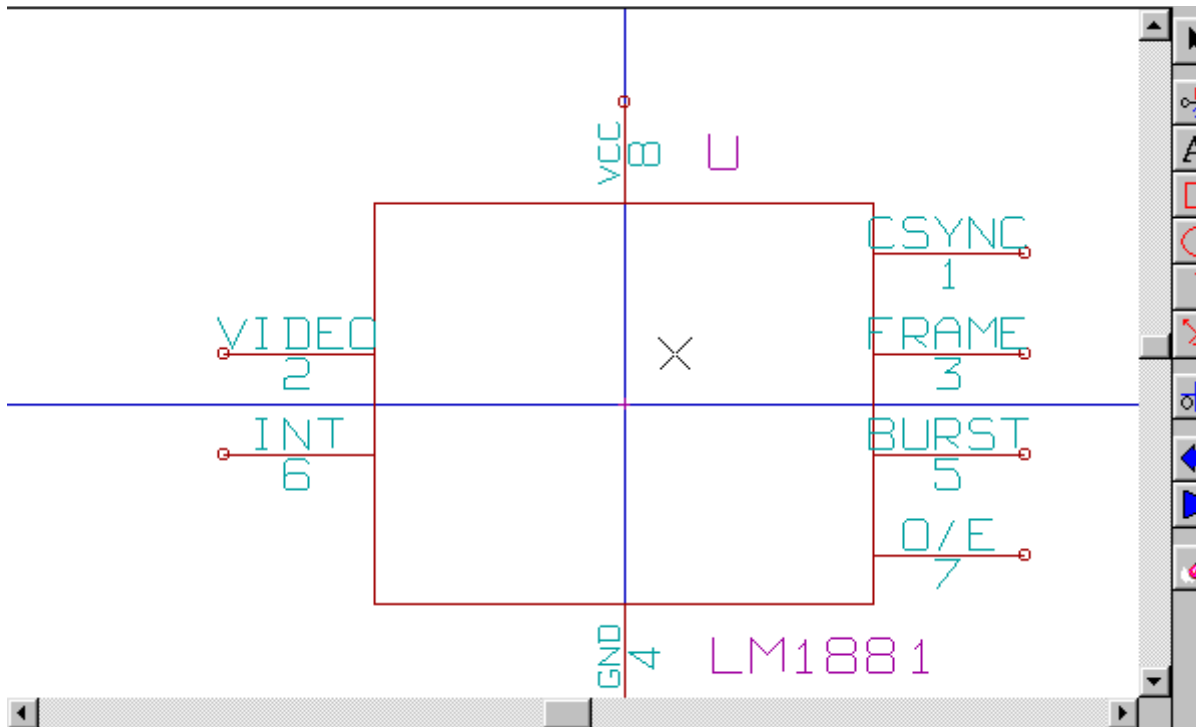 VCC
8
U
CSYNC
1
VIDEO
2
FRAME
3
INT
6
BURST
5
O/E
7
GND
4
LM1881